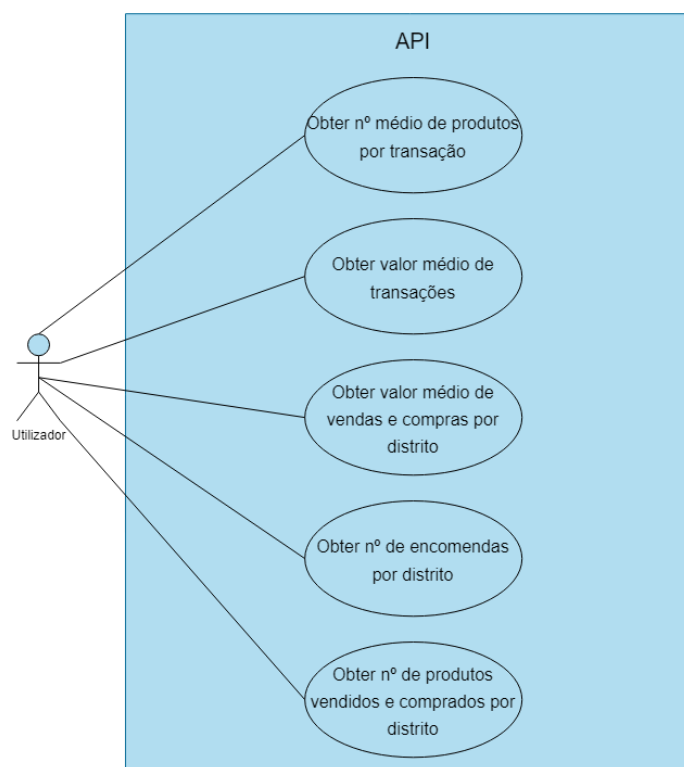 API
Obter nº médio de produtos
por transação
Obter valor médio de
transações
Obter valor médio de
vendas e compras por
distrito
Utilizador
Obter nº de encomendas
por distrito
Obter nº de produtos
vendidos e comprados por
distrito